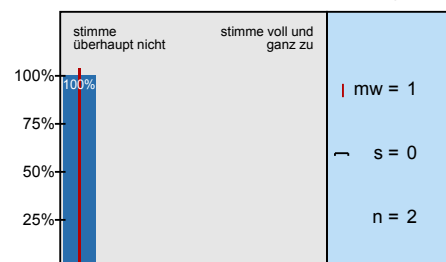 stimme
überhaupt nicht
stimme voll und
ganz zu
100%
100%
75%
50%
25%
mw = 1
s = 0
n = 2